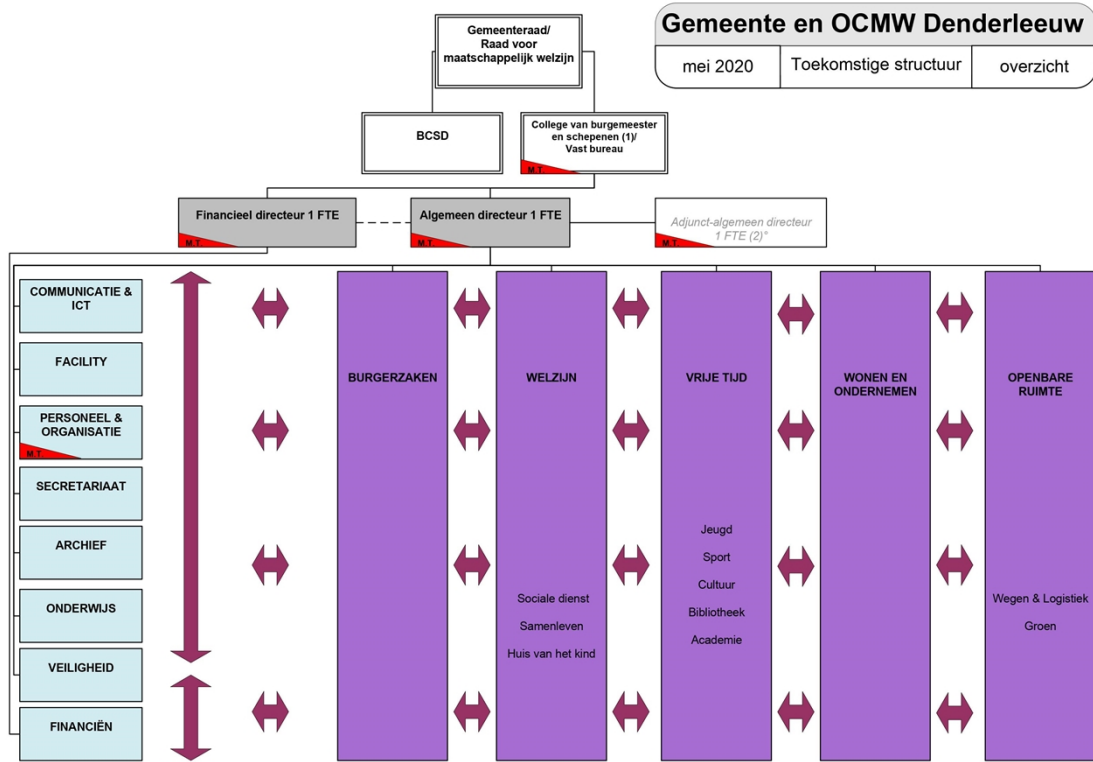 Gemeente en OCMW Denderleeuw
mei 2020
Toekomstige structuur
overzicht
Gemeenteraad/
Raad voor
maatschappelijk welzijn
BCSD
College van burgemeester
en schepenen (1)/
Vast bureau
M.T.
Financieel directeur 1 FTE
M.T.
Algemeen directeur 1 FTE
M.T.
Adjunct-algemeen directeur
1 FTE (2)°
M.T.
COMMUNICATIE &
ICT
FACILITY
PERSONEEL &
ORGANISATIE
M.T.
SECRETARIAAT
ARCHIEF
ONDERWIJS
VEILIGHEID
FINANCIËN
BURGERZAKEN
WELZIJN
Sociale dienst
Samenleven
Huis van het kind
VRIJE TIJD
Jeugd
Sport
Cultuur
Bibliotheek
Academie
WONEN EN
ONDERNEMEN
OPENBARE
RUIMTE
Wegen & Logistiek
Groen